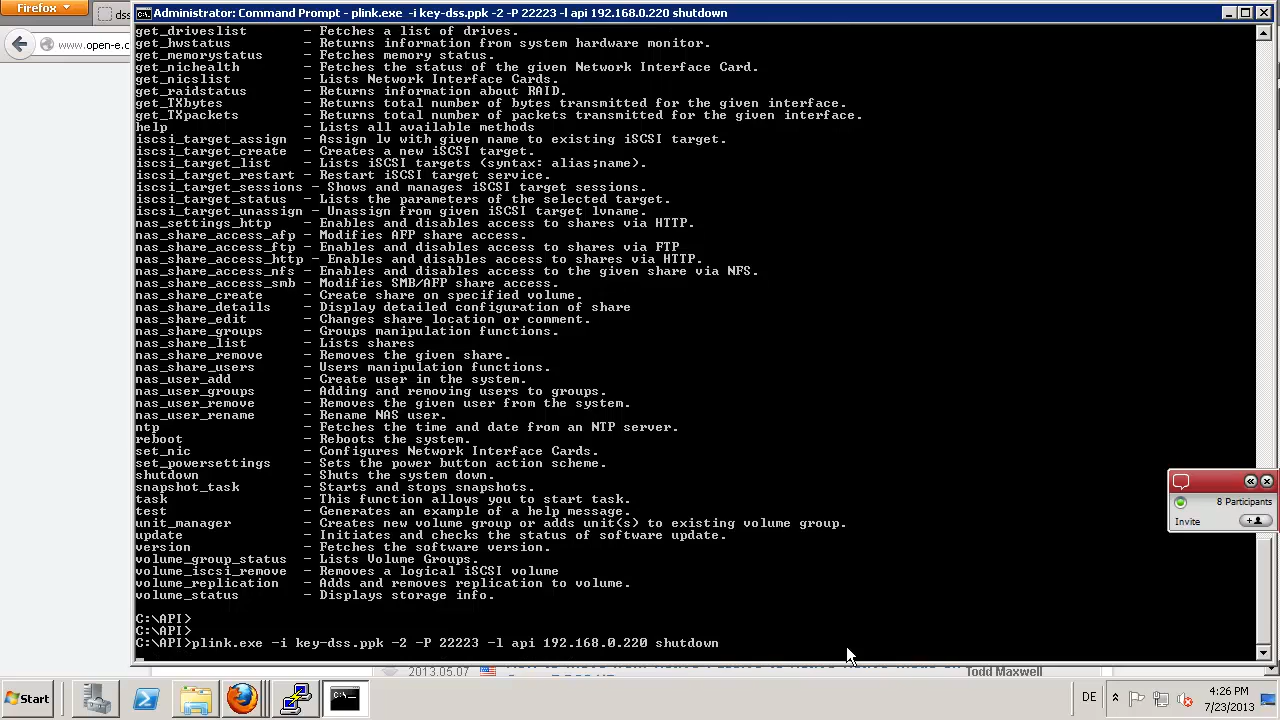 Firefox
Administrator: Command Prompt - plink.exe -i key-dss.ppk -2 -P 22223 -l api 192.168.0.220 shutdown
dss
www.open-e.c
get_driveslist - Fetches a list of drives.
get_hwstatus - Returns information from system hardware monitor.
get_memorystatus - Fetches memory status.
get_nichealth - Fetches the status of the given Network Interface Card.
get_nicslist - Lists Network Interface Cards.
get_raidstatus - Returns information about RAID.
get_TXbytes - Returns total number of bytes transmitted for the given interface.
get_TXpackets - Returns total number of packets transmitted for the given interface.
help - Lists all available methods
iscsi_target_assign - Assign lv with given name to existing iSCSI target.
iscsi_target_create - Creates a new iSCSI target.
iscsi_target_list - Lists iSCSI targets (syntax: alias;name).
iscsi_target_restart - Restart iSCSI target service.
iscsi_target_sessions - Shows and manages iSCSI target sessions.
iscsi_target_status - Lists the parameters of the selected target.
iscsi_target_unassign - Unassign from given iSCSI target lvname.
nas_settings_http - Enables and disables access to shares via HTTP.
nas_share_access_afp - Modifies AFP share access.
nas_share_access_ftp - Enables and disables access to shares via FTP
nas_share_access_http - Enables and disables access to shares via HTTP.
nas_share_access_nfs - Enables and disables access to the given share via NFS.
nas_share_access_smb - Modifies SMB/AFP share access.
nas_share_create - Create share on specified volume.
nas_share_details - Display detailed configuration of share
nas_share_edit - Changes share location or comment.
nas_share_groups - Groups manipulation functions.
nas_share_list - Lists shares
nas_share_remove - Removes the given share.
nas_share_users - Users manipulation functions.
nas_user_add - Create user in the system.
nas_user_groups - Adding and removing users to groups.
nas_user_remove - Removes the given user from the system.
nas_user_rename - Rename NAS user.
ntp - Fetches the time and date from an NTP server.
reboot - Reboots the system.
set_nic - Configures Network Interface Cards.
set_powersettings - Sets the power button action scheme.
shutdown - Shuts the system down.
snapshot_task - Starts and stops snapshots.
task - This function allows you to start task.
test - Generates an example of a help message.
unit_manager - Creates new volume group or adds unit(s) to existing volume group.
update - Initiates and checks the status of software update.
version - Fetches the software version.
volume_group_status - Lists Volume Groups.
volume_iscsi_remove - Removes a logical iSCSI volume
volume_replication - Adds and removes replication to volume.
volume_status - Displays storage info.
C:\API>
C:\API>
C:\API>plink.exe -i key-dss.ppk -2 -P 22223 -l api 192.168.0.220 shutdown
8 Participants
Invite
2013.05.07
Todd Maxwell
Start
DE
4:26 PM
7/23/2013